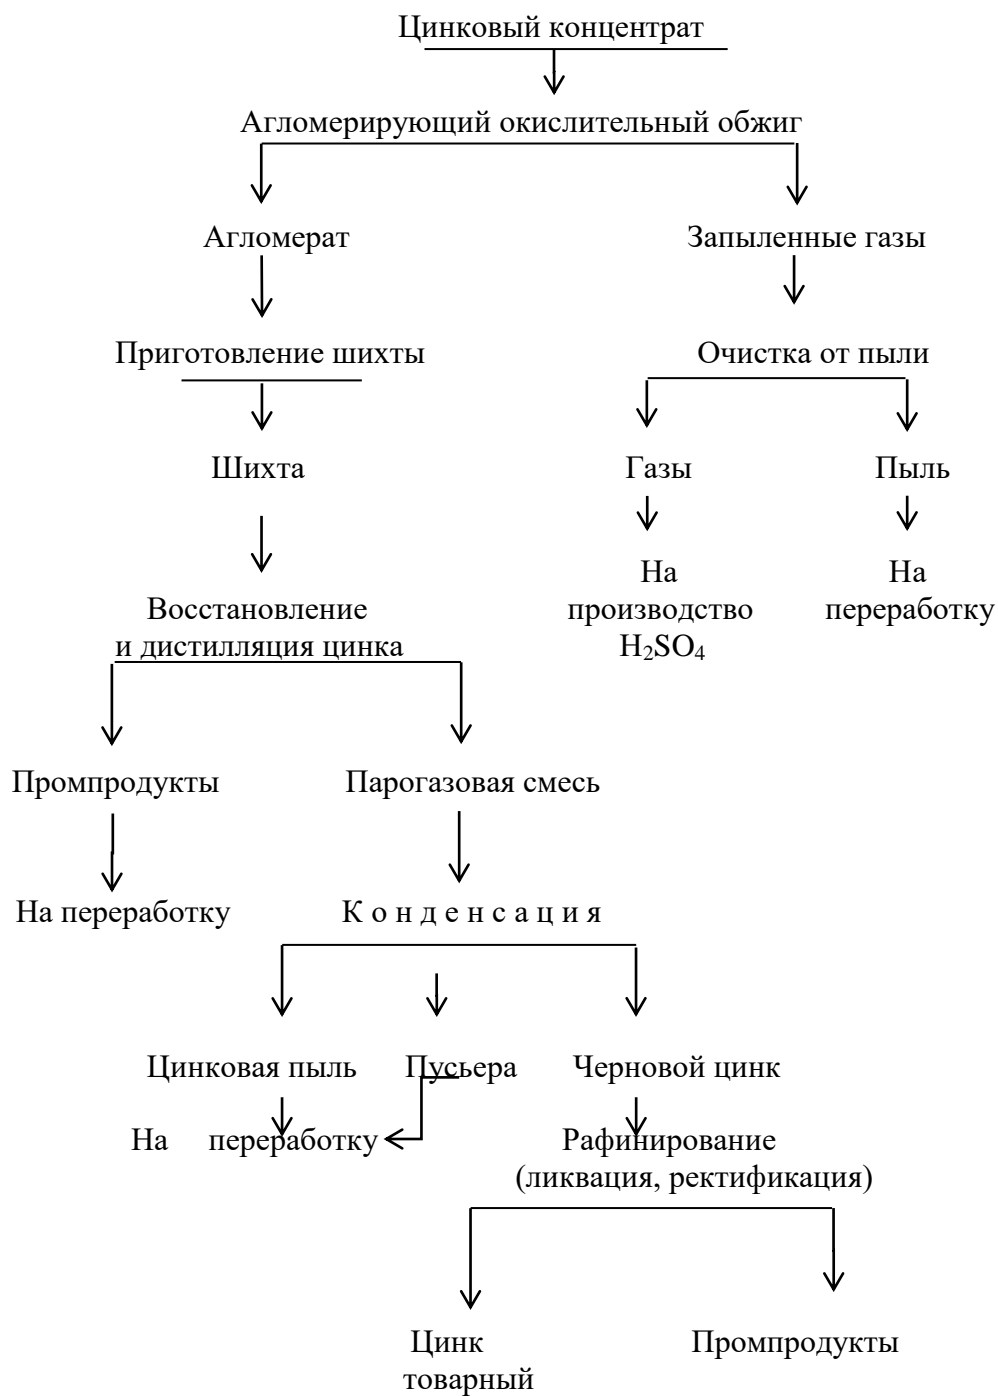 Цинковый концентрат
Агломерирующий окислительный обжиг
Агломерат
Запыленные газы
Приготовление шихты
Очистка от пыли
Шихта
Газы
Пыль
На
производство
H₂SO₄
На
переработку
Восстановление
и дистилляция цинка
Промпродукты
Парогазовая смесь
На переработку
К о н д е н с а ц и я
Цинковая пыль
Пусьера
Черновой цинк
На переработку
Рафинирование
(ликвация, ректификация)
Цинк
товарный
Промпродукты